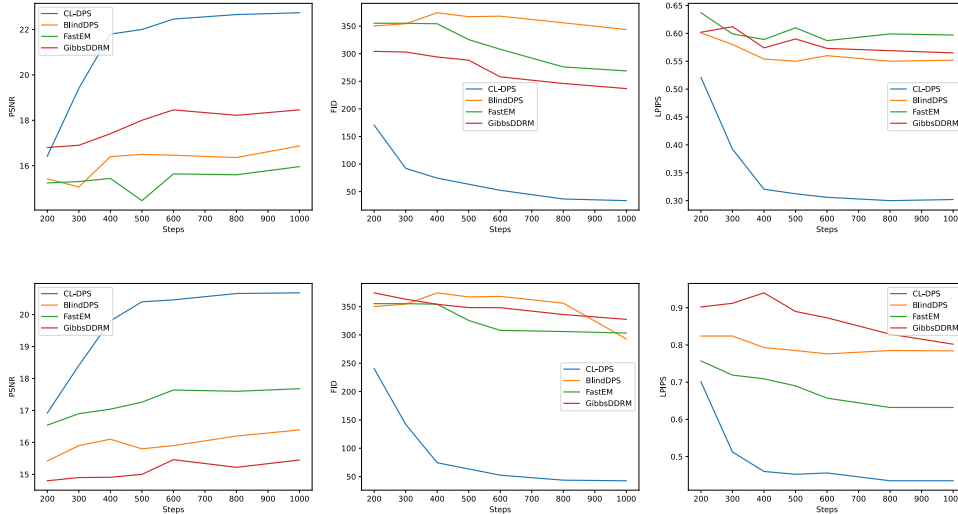 CL-DPS
BlindDPS
FastEM
GibbsDDRM
PSNR
22
20
18
16
200 300 400 500 600 700 800 900 1000
Steps
CL-DPS
BlindDPS
FastEM
GibbsDDRM
FID
350
300
250
200
150
100
50
200 300 400 500 600 700 800 900 1000
Steps
CL-DPS
BlindDPS
FastEM
GibbsDDRM
LPIPS
0.65
0.60
0.55
0.50
0.45
0.40
0.35
0.30
200 300 400 500 600 700 800 900 1000
Steps
CL-DPS
BlindDPS
FastEM
GibbsDDRM
PSNR
20
19
18
17
16
15
200 300 400 500 600 700 800 900 1000
Steps
CL-DPS
BlindDPS
FastEM
GibbsDDRM
FID
350
300
250
200
150
100
50
200 300 400 500 600 700 800 900 1000
Steps
CL-DPS
BlindDPS
FastEM
GibbsDDRM
LPIPS
0.9
0.8
0.7
0.6
0.5
200 300 400 500 600 700 800 900 1000
Steps